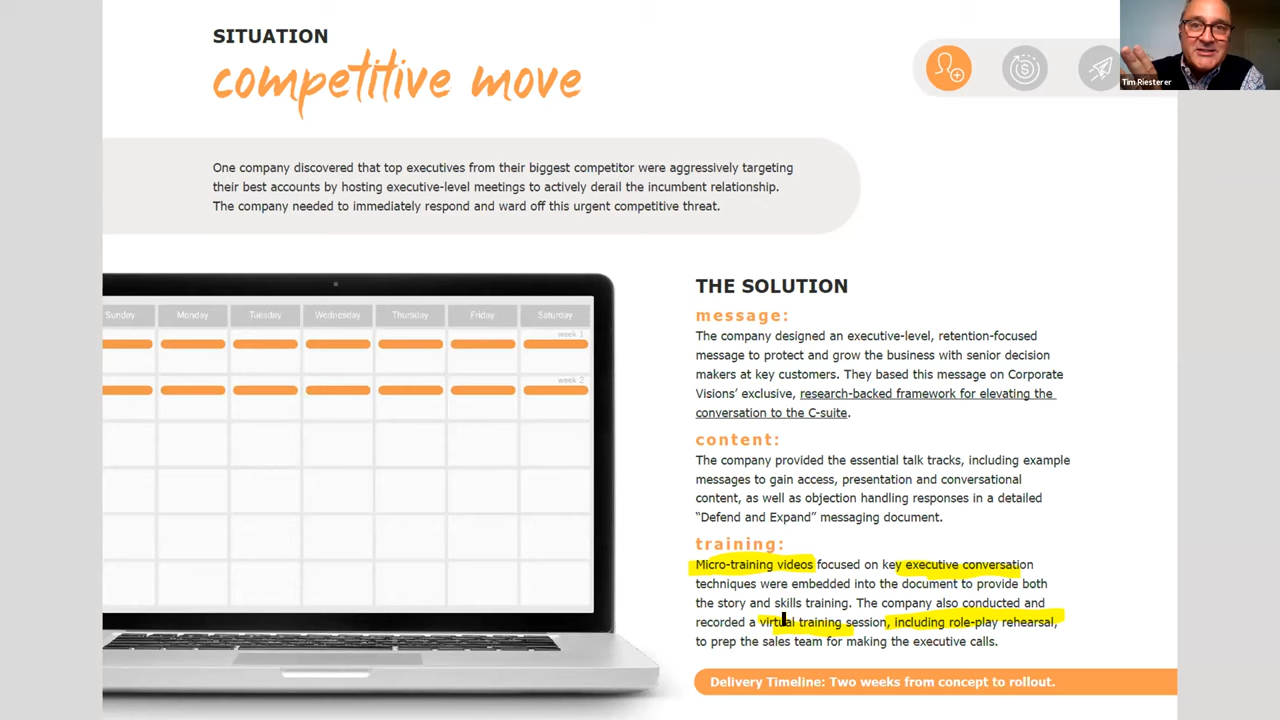 SITUATION
competitive move
Tim Riesterer
One company discovered that top executives from their biggest competitor were aggressively targeting
their best accounts by hosting executive-level meetings to actively derail the incumbent relationship.
The company needed to immediately respond and ward off this urgent competitive threat.
Sunday Monday Tuesday Wednesday Thursday Friday Saturday
week 1
week 2
THE SOLUTION
message:
The company designed an executive-level, retention-focused
message to protect and grow the business with senior decision
makers at key customers. They based this message on Corporate
Visions’ exclusive, research-backed framework for elevating the
conversation to the C-suite.
content:
The company provided the essential talk tracks, including example
messages to gain access, presentation and conversational
content, as well as objection handling responses in a detailed
“Defend and Expand” messaging document.
training:
Micro-training videos focused on key executive conversation
techniques were embedded into the document to provide both
the story and skills training. The company also conducted and
recorded a virtual training session, including role-play rehearsal,
to prep the sales team for making the executive calls.
Delivery Timeline: Two weeks from concept to rollout.